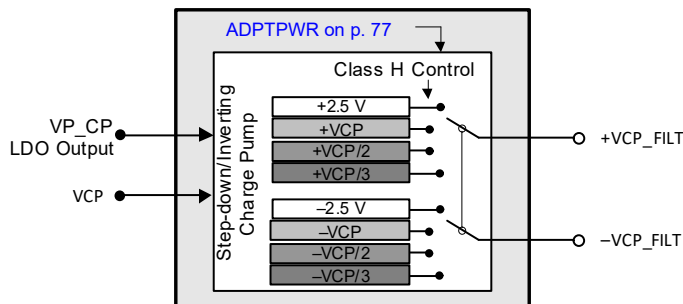 ADPTPWR on p. 77
Class H Control
Step-down/Inverting
Charge Pump
VP_CP
LDO Output
VCP
+2.5 V
+VCP
+VCP/2
+VCP/3
–2.5 V
–VCP
–VCP/2
–VCP/3
+VCP_FILT
–VCP_FILT